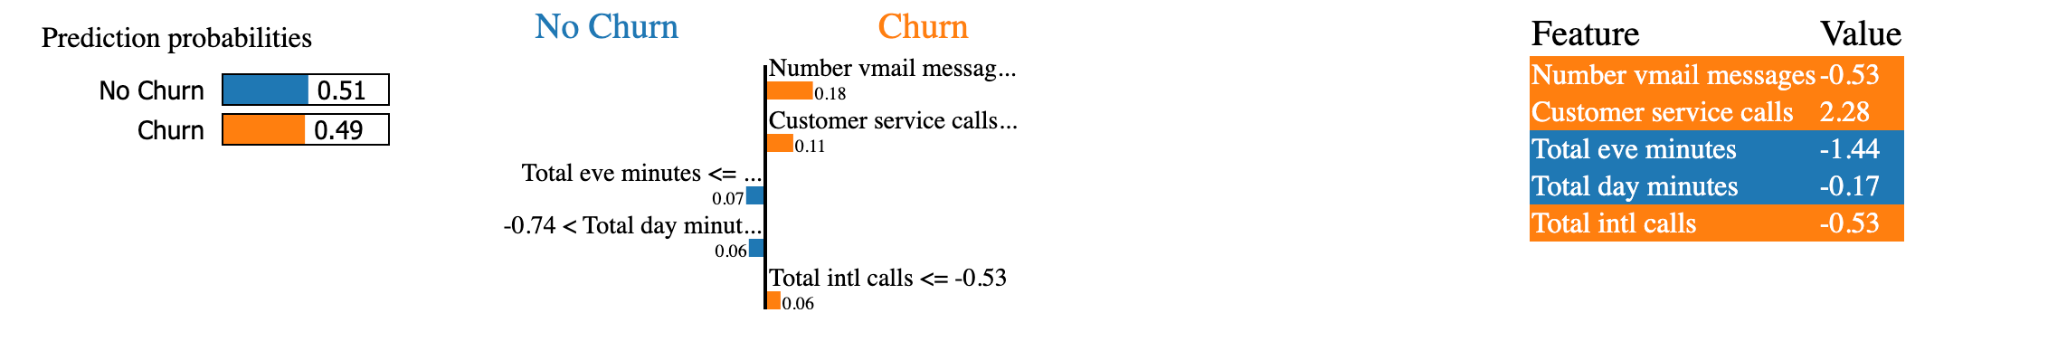 Prediction probabilities
No Churn 0.51
Churn 0.49
No Churn Churn
Number vmail messag...
0.18
Customer service calls...
0.11
Total eve minutes <= ...
0.07
-0.74 < Total day minut...
0.06
Total intl calls <= -0.53
0.06
Feature Value
Number vmail messages -0.53
Customer service calls 2.28
Total eve minutes -1.44
Total day minutes -0.17
Total intl calls -0.53